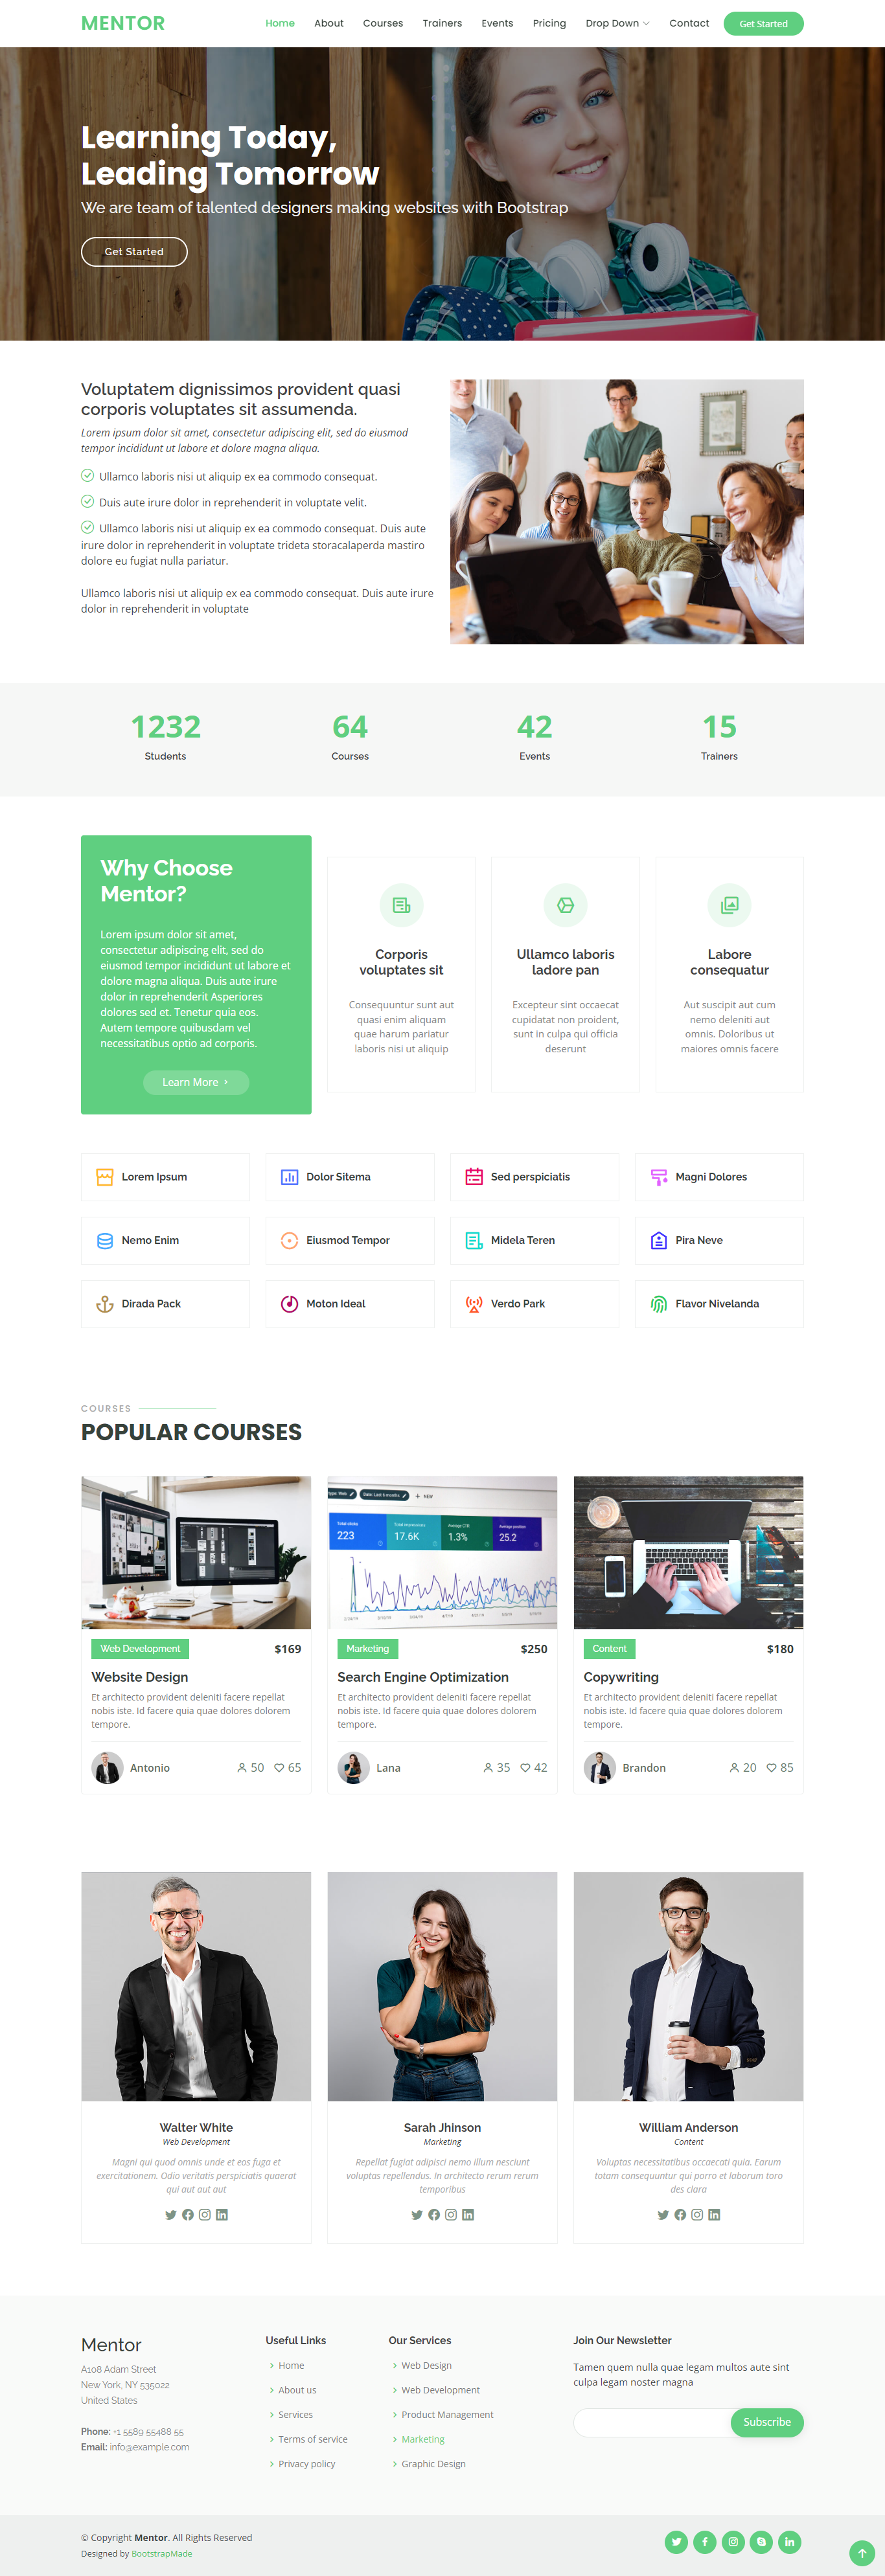 MENTOR
Home About Courses Trainers Events Pricing Drop Down Contact Get Started
Learning Today,
Leading Tomorrow
We are team of talented designers making websites with Bootstrap
Get Started
Voluptatem dignissimos provident quasi
corporis voluptates sit assumenda.
Lorem ipsum dolor sit amet, consectetur adipiscing elit, sed do eiusmod
tempor incididunt ut labore et dolore magna aliqua.
Ullamco laboris nisi ut aliquip ex ea commodo consequat.
Duis aute irure dolor in reprehenderit in voluptate velit.
Ullamco laboris nisi ut aliquip ex ea commodo consequat. Duis aute
irure dolor in reprehenderit in voluptate trideta storacalaperda mastiro
dolore eu fugiat nulla pariatur.
Ullamco laboris nisi ut aliquip ex ea commodo consequat. Duis aute irure
dolor in reprehenderit in voluptate
1232
Students
64
Courses
42
Events
15
Trainers
Why Choose
Mentor?
Lorem ipsum dolor sit amet,
consectetur adipiscing elit, sed do
eiusmod tempor incididunt ut labore et
dolore magna aliqua. Duis aute irure
dolor in reprehenderit Asperiores
dolores sed et. Tenetur quia eos.
Autem tempore quibusdam vel
necessitatibus optio ad corporis.
Learn More
Corporis
voluptates sit
Consequuntur sunt aut
quasi enim aliquam
quae harum pariatur
laboris nisi ut aliquip
Ullamco laboris
ladore pan
Excepteur sint occaecat
cupidatat non proident,
sunt in culpa qui officia
deserunt
Labore
consequatur
Aut suscipit aut cum
nemo deleniti aut
omnis. Doloribus ut
maiores omnis facere
Lorem Ipsum
Dolor Sitema
Sed perspiciatis
Magni Dolores
Nemo Enim
Eiusmod Tempor
Midela Teren
Pira Neve
Dirada Pack
Moton Ideal
Verdo Park
Flavor Nivelanda
COURSES
POPULAR COURSES
Web Development $169
Website Design
Et architecto provident deleniti facere repellat
nobis iste. Id facere quia quae dolores dolorem
tempore.
Antonio 50 65
Date: Last 6 months
NEW
Total clicks
223
Total impressions
17.6K
Average CTR
1.3%
Average position
25.2
Marketing $250
Search Engine Optimization
Et architecto provident deleniti facere repellat
nobis iste. Id facere quia quae dolores dolorem
tempore.
Lana 35 42
Content $180
Copywriting
Et architecto provident deleniti facere repellat
nobis iste. Id facere quia quae dolores dolorem
tempore.
Brandon 20 85
Walter White
Web Development
Magni qui quod omnis unde et eos fuga et
exercitationem. Odio veritatis perspiciatis quaerat
qui aut aut aut
Sarah Jhinson
Marketing
Repellat fugiat adipisci nemo illum nesciunt
voluptas repellendus. In architecto rerum rerum
temporibus
William Anderson
Content
Voluptas necessitatibus occaecati quia. Earum
totam consequuntur qui porro et laborum toro
des clara
Mentor
A108 Adam Street
New York, NY 535022
United States
Phone: +1 5589 55488 55
Email: info@example.com
Useful Links
Home
About us
Services
Terms of service
Privacy policy
Our Services
Web Design
Web Development
Product Management
Marketing
Graphic Design
Join Our Newsletter
Tamen quem nulla quae legam multos aute sint
culpa legam noster magna
Subscribe
© Copyright Mentor. All Rights Reserved
Designed by BootstrapMade